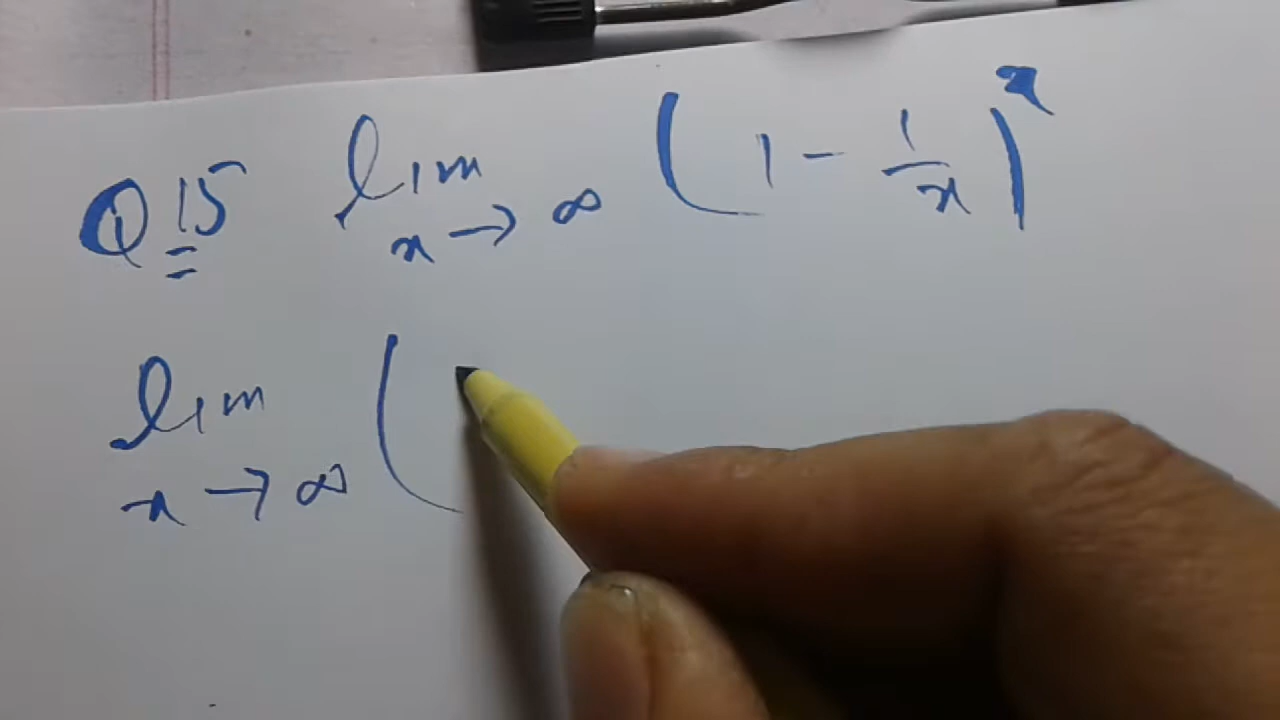 Q15 lim x→∞ (1 - 1/x)^x
lim x→∞ (